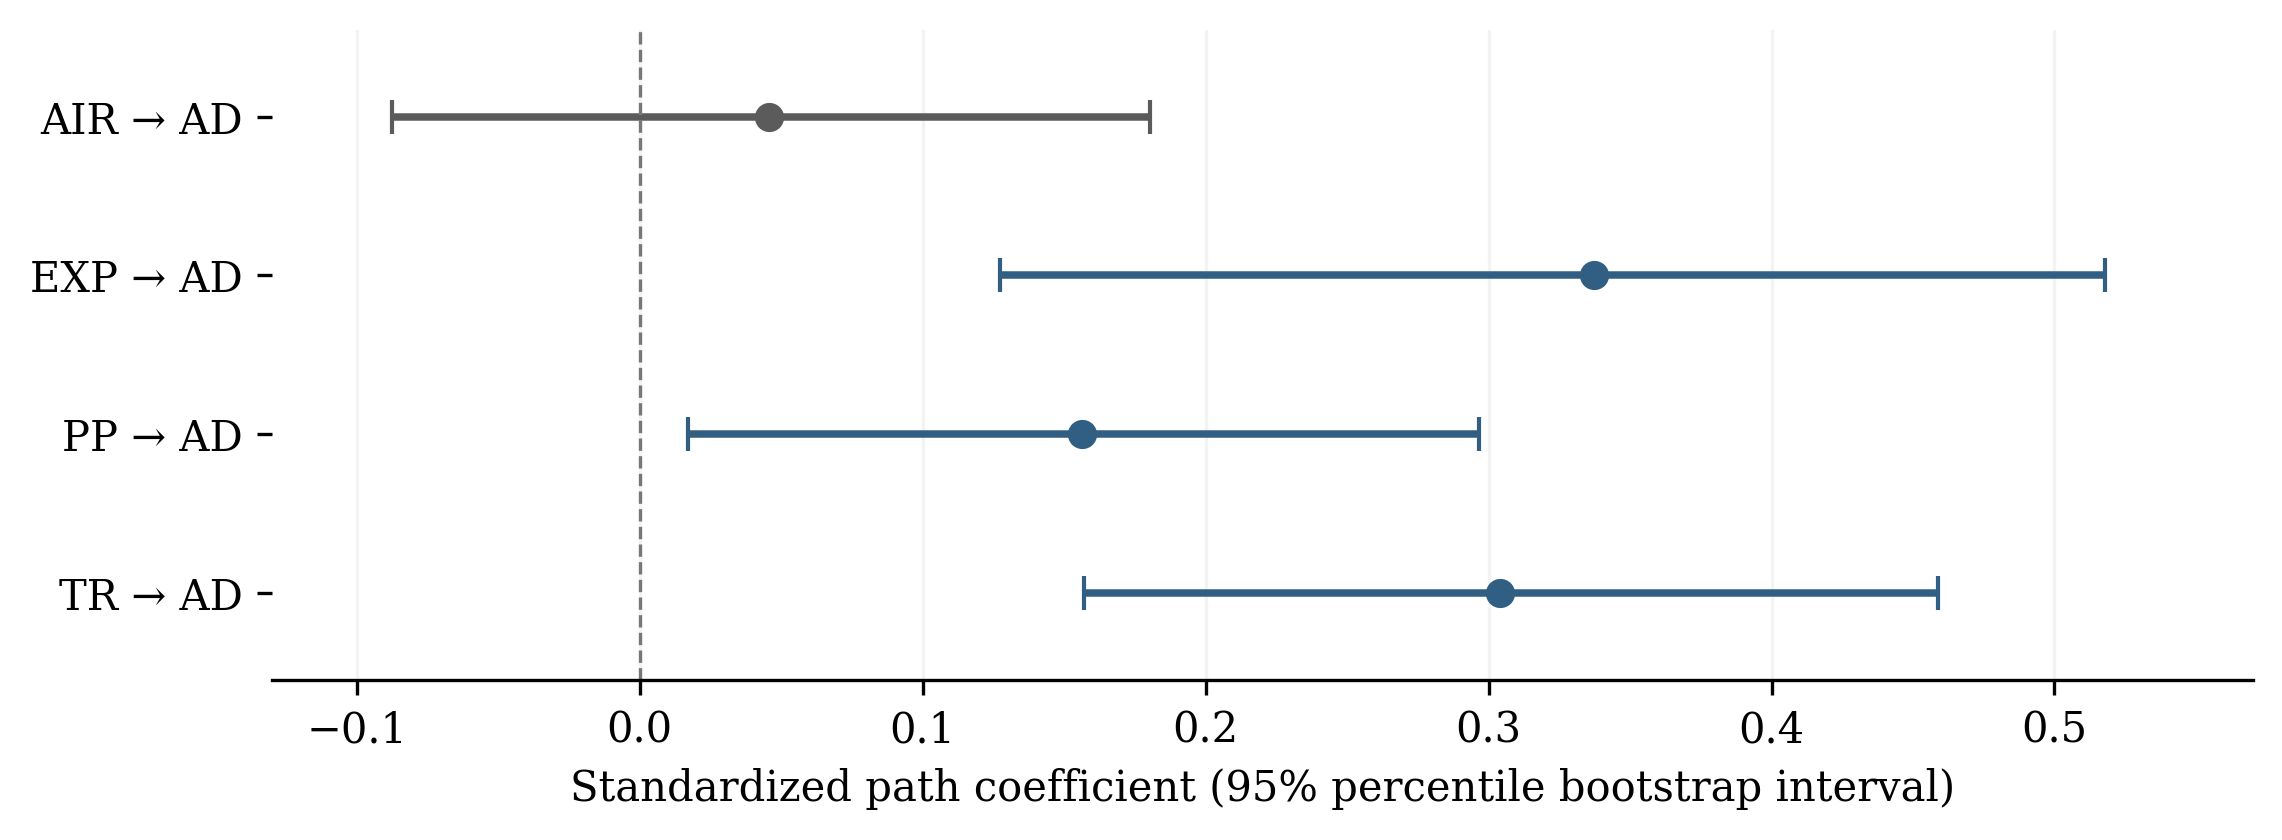 AIR → AD
EXP → AD
PP → AD
TR → AD
−0.1 0.0 0.1 0.2 0.3 0.4 0.5
Standardized path coefficient (95% percentile bootstrap interval)